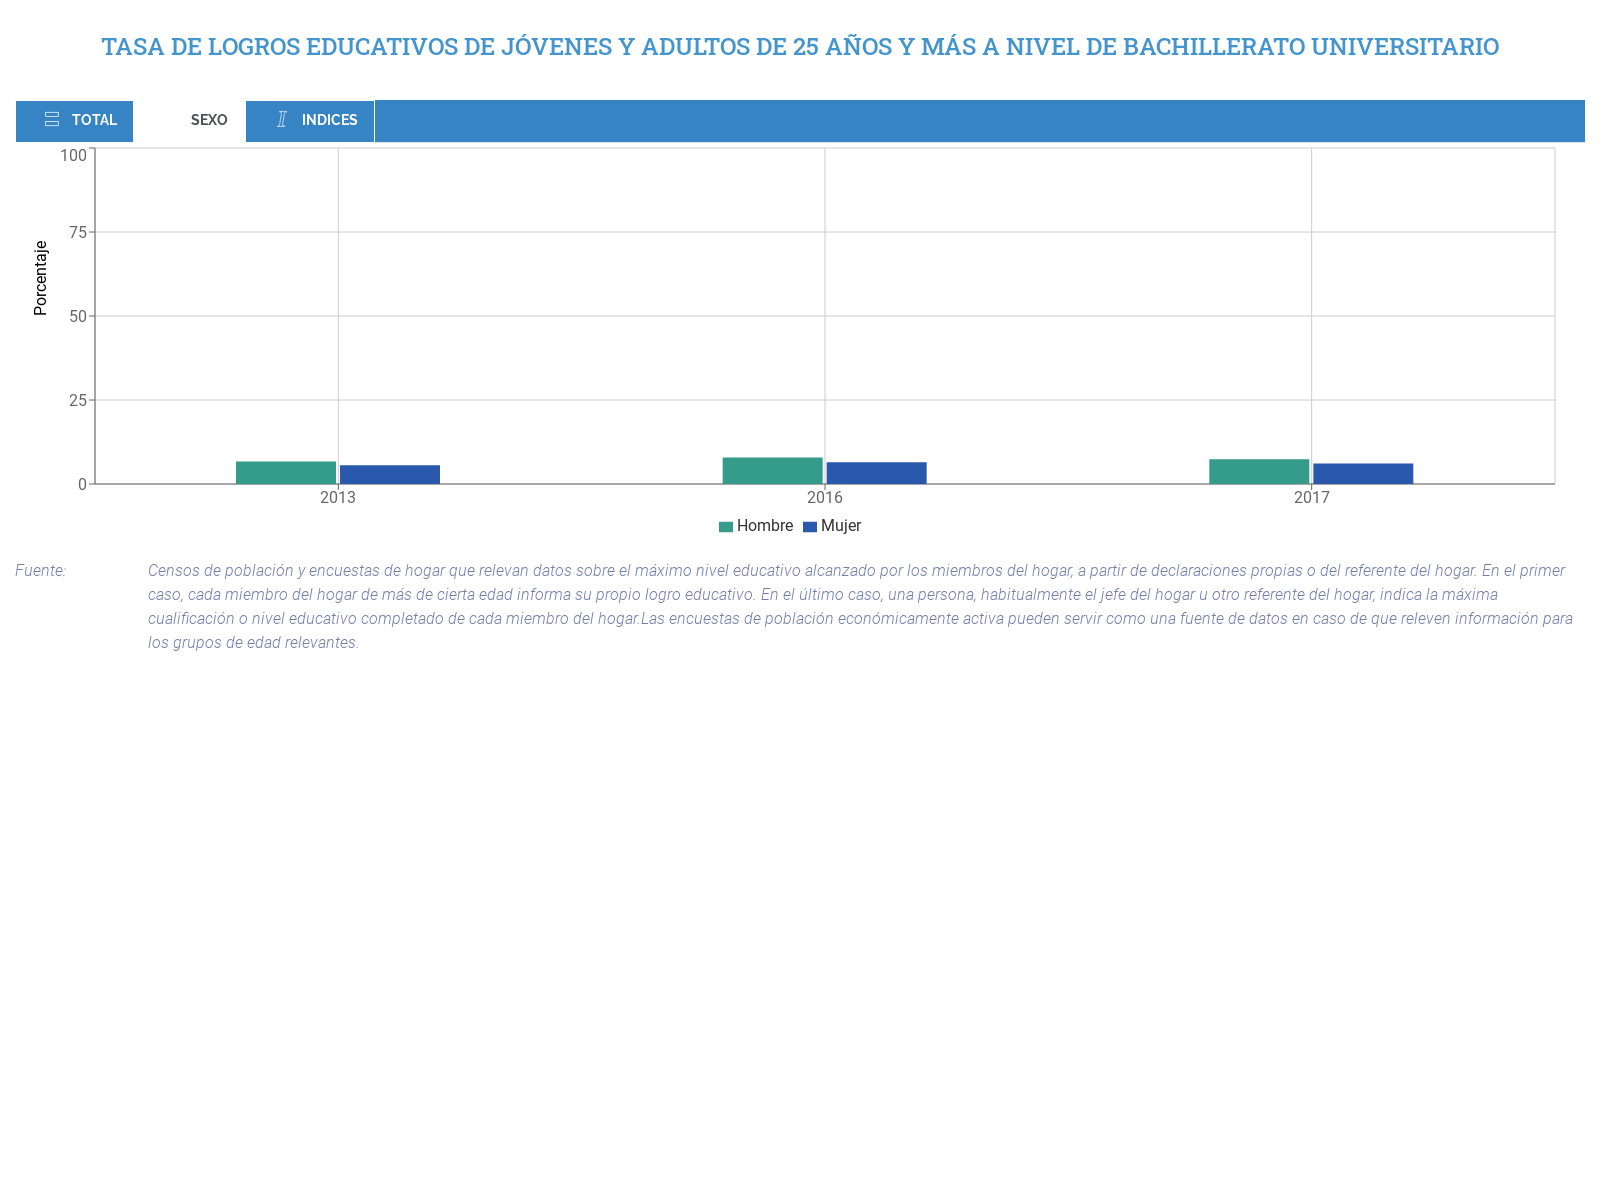 TASA DE LOGROS EDUCATIVOS DE JÓVENES Y ADULTOS DE 25 AÑOS Y MÁS A NIVEL DE BACHILLERATO UNIVERSITARIO
TOTAL SEXO INDICES
100
75
50
25
0
Porcentaje
2013 2016 2017
Hombre Mujer
Fuente: Censos de población y encuestas de hogar que relevan datos sobre el máximo nivel educativo alcanzado por los miembros del hogar, a partir de declaraciones propias o del referente del hogar. En el primer
caso, cada miembro del hogar de más de cierta edad informa su propio logro educativo. En el último caso, una persona, habitualmente el jefe del hogar u otro referente del hogar, indica la máxima
cualificación o nivel educativo completado de cada miembro del hogar.Las encuestas de población económicamente activa pueden servir como una fuente de datos en caso de que releven información para
los grupos de edad relevantes.